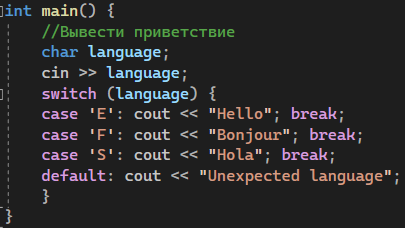 int main() {
//Вывести приветствие
char language;
cin >> language;
switch (language) {
case 'E': cout << "Hello"; break;
case 'F': cout << "Bonjour"; break;
case 'S': cout << "Hola"; break;
default: cout << "Unexpected language";
}
}